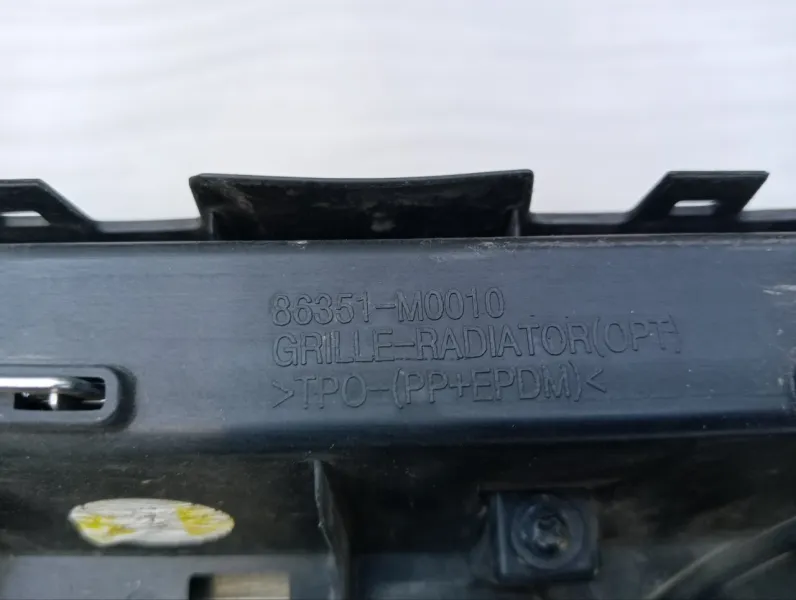 86351-M0010
GRILLE-RADIATOR(OPT)
>TPO-(PP+EPDM)<